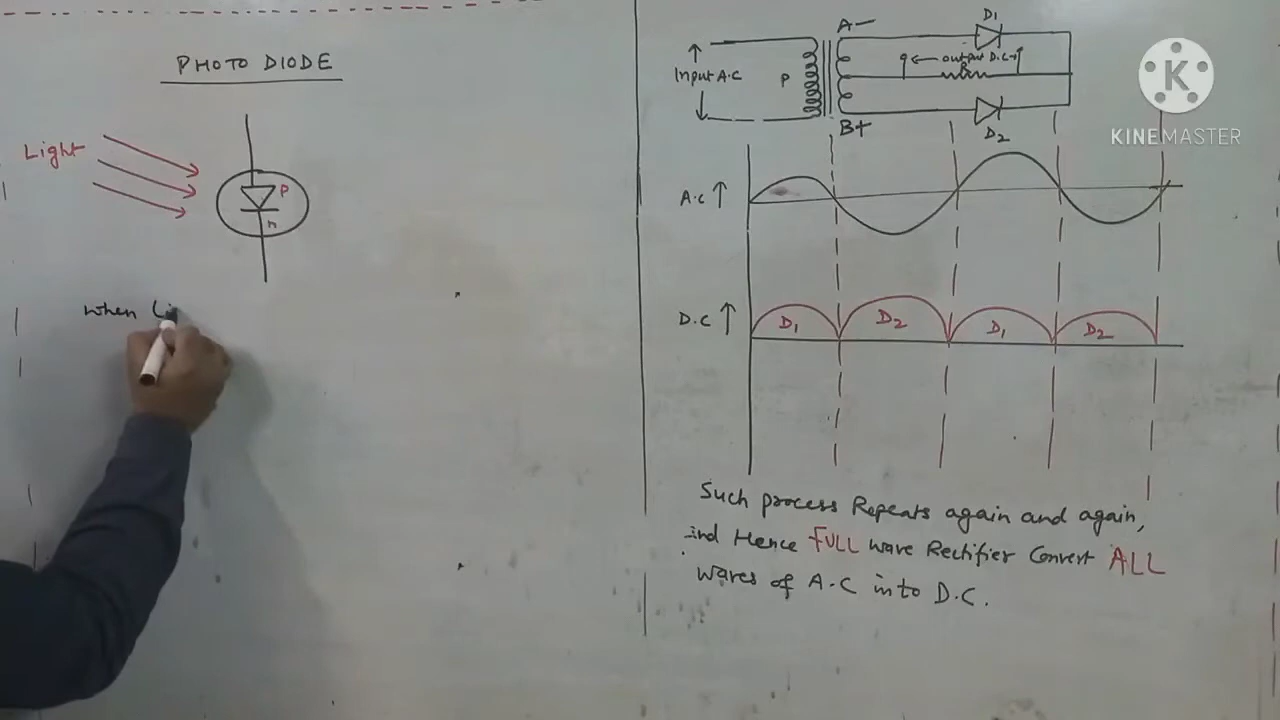 PHOTO DIODE
Light
P
n
when Li
A-
D1
Input A.C
P
output D.C
R
B+
D2
A.C ↑
D.C ↑
D1
D2
D1
D2
Such process Repeats again and again,
and Hence FULL wave Rectifier Convert ALL
waves of A.C into D.C.
K
KINEMASTER